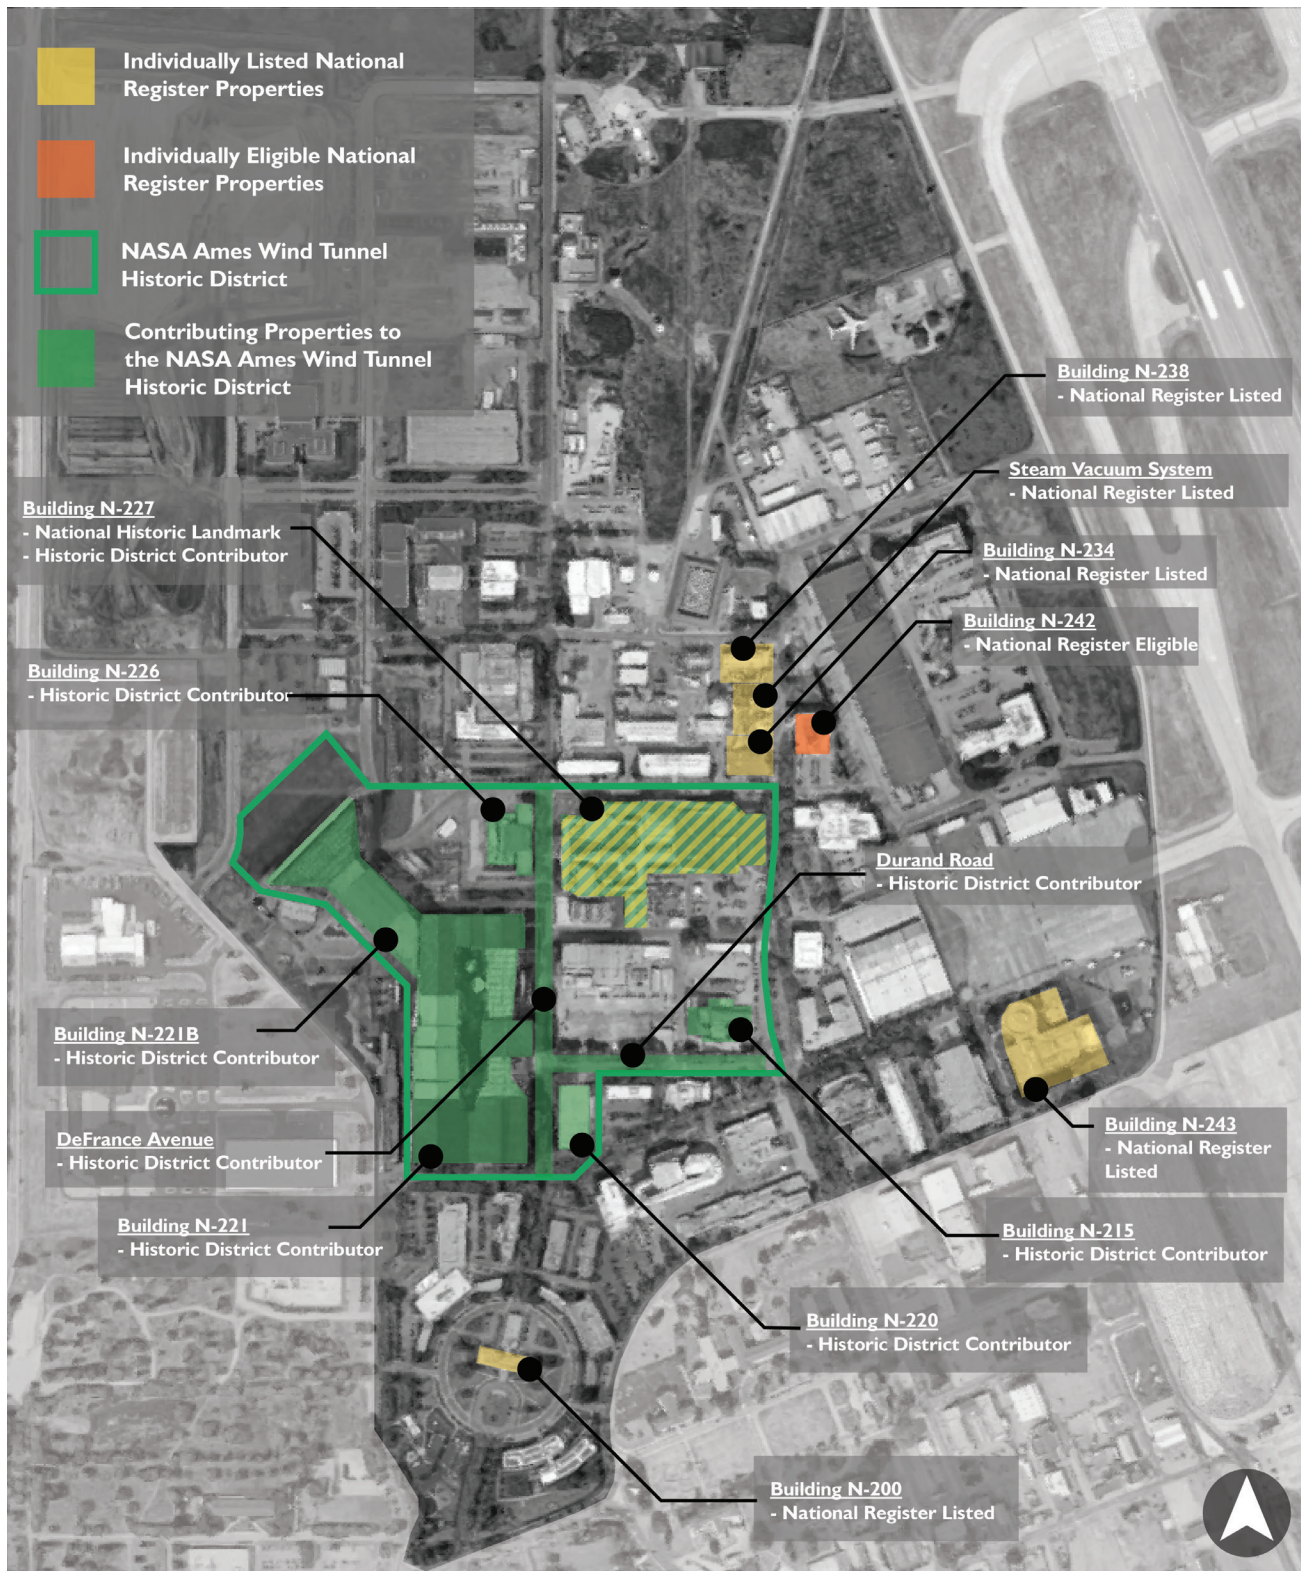 Individually Listed National
Register Properties
Individually Eligible National
Register Properties
NASA Ames Wind Tunnel
Historic District
Contributing Properties to
the NASA Ames Wind Tunnel
Historic District
Building N-238
- National Register Listed
Steam Vacuum System
- National Register Listed
Building N-227
- National Historic Landmark
- Historic District Contributor
Building N-234
- National Register Listed
Building N-242
- National Register Eligible
Building N-226
- Historic District Contributor
Durand Road
- Historic District Contributor
Building N-221B
- Historic District Contributor
DeFrance Avenue
- Historic District Contributor
Building N-243
- National Register
Listed
Building N-221
- Historic District Contributor
Building N-215
- Historic District Contributor
Building N-220
- Historic District Contributor
Building N-200
- National Register Listed